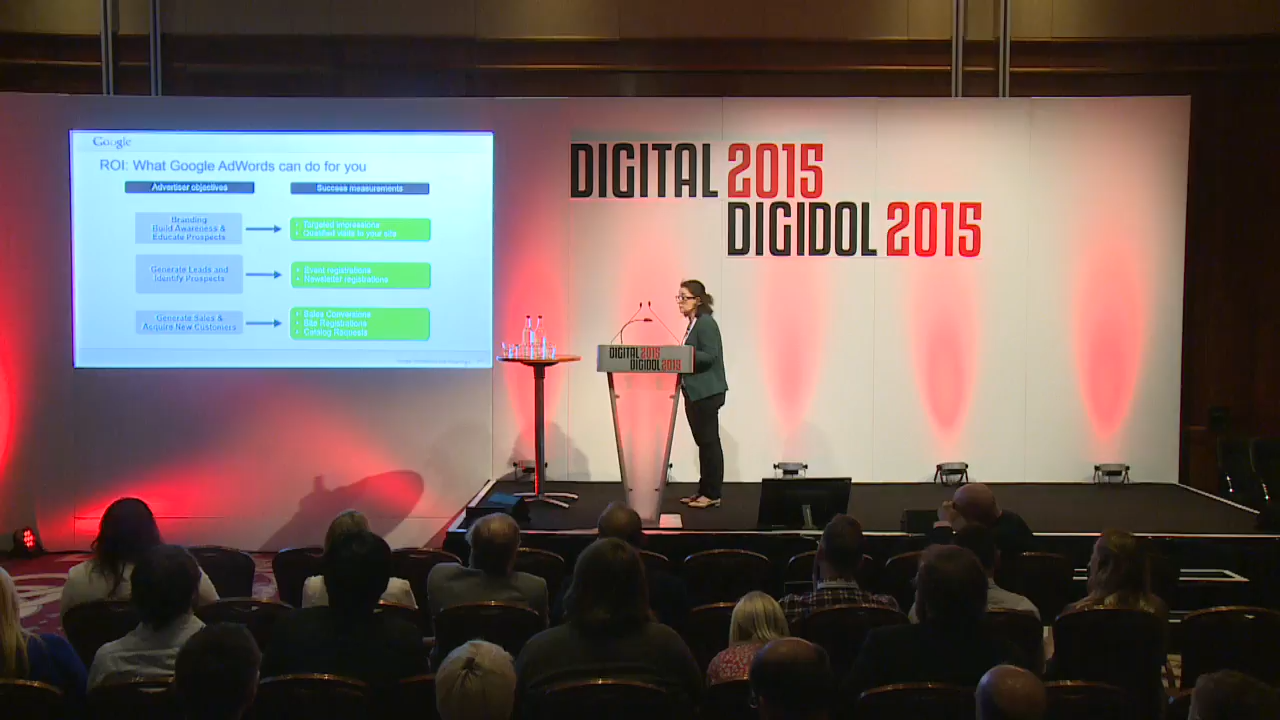 Google
ROI: What Google AdWords can do for you
Advertiser objectives
Success measurements
Branding
Build Awareness &
Educate Prospects
• Targeted impressions
• Qualified visits to your site
Generate Leads and
Identify Prospects
• Event registrations
• Newsletter registrations
Generate Sales &
Acquire New Customers
• Sales Conversions
• Site Registrations
• Catalog Requests
DIGITAL 2015
DIGIDOL 2015
DIGITAL 2015
DIGIDOL 2015